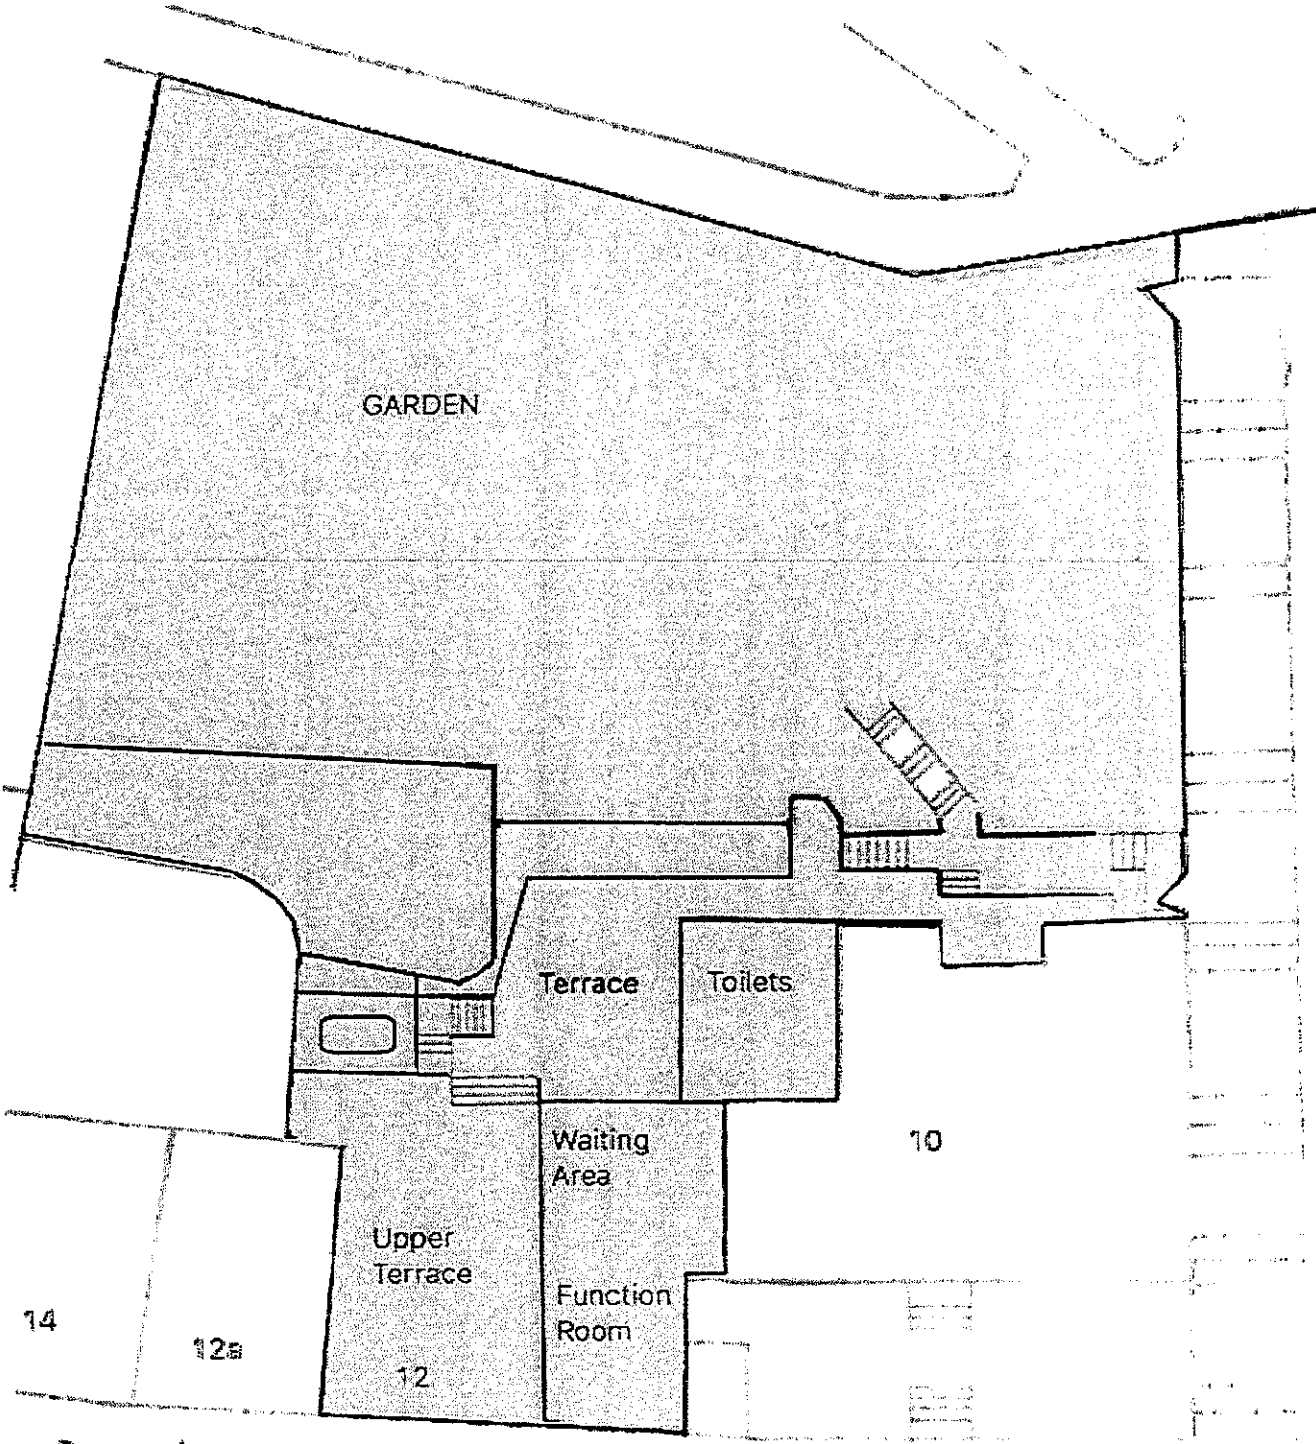 GARDEN
Terrace
Toilets
Waiting
Area
10
Upper
Terrace
Function
Room
14
12a
12